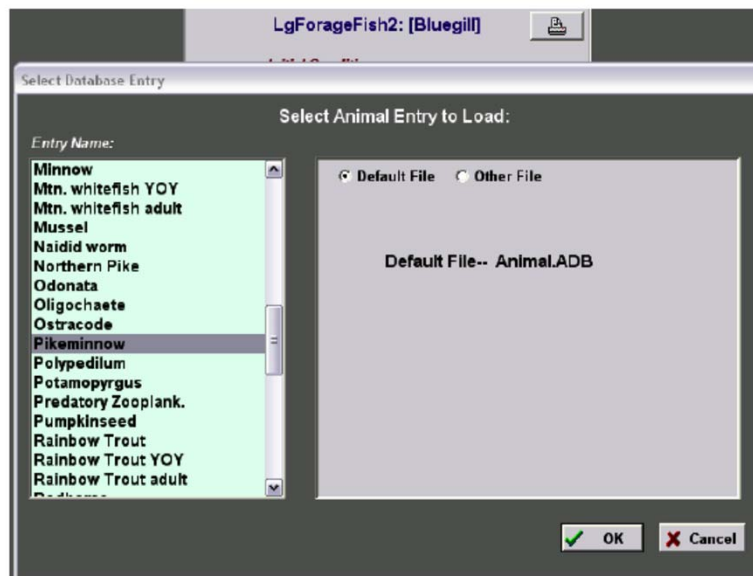 LgForageFish2: [Bluegill]
Select Database Entry
Select Animal Entry to Load:
Entry Name:
Minnow
Mtn. whitefish YOY
Mtn. whitefish adult
Mussel
Naidid worm
Northern Pike
Odonata
Oligochaete
Ostracode
Pikeminnow
Polypedilum
Potamopyrgus
Predatory Zooplank.
Pumpkinseed
Rainbow Trout
Rainbow Trout YOY
Rainbow Trout adult
Default File Other File
Default File-- Animal.ADB
OK Cancel